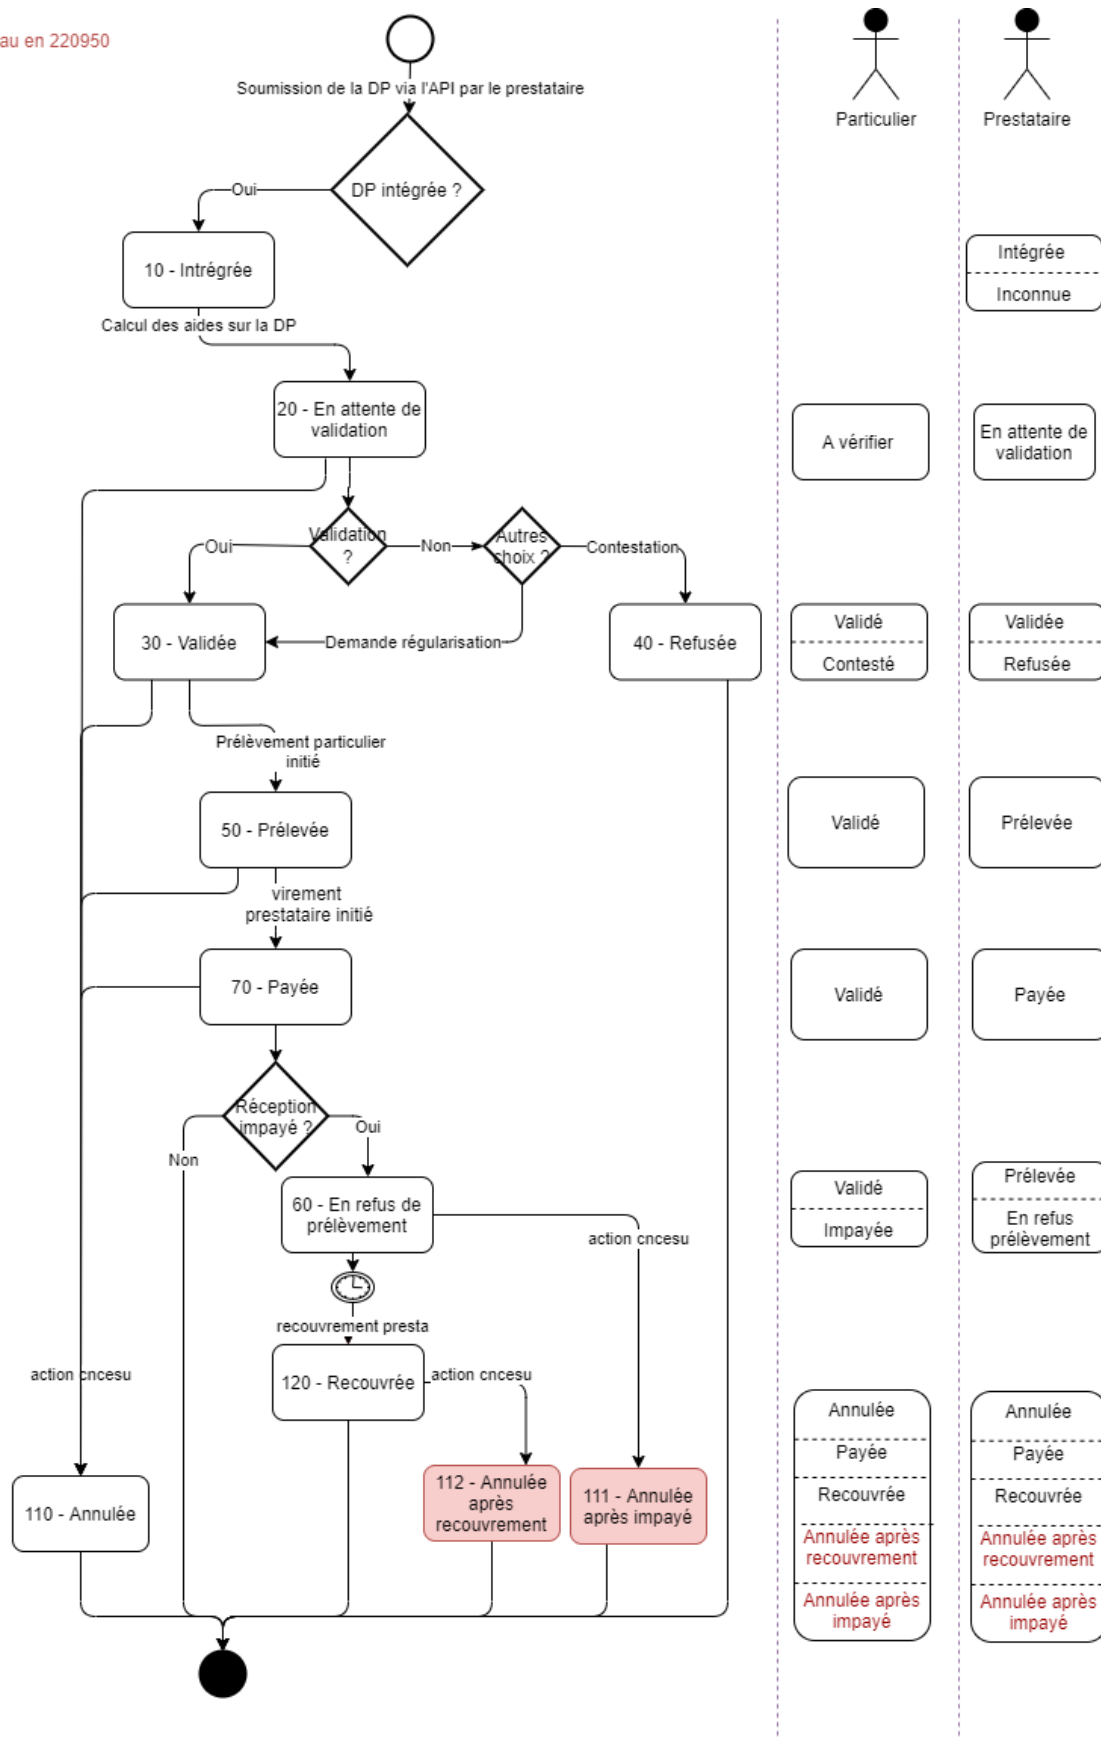 au en 220950
Soumission de la DP via l'API par le prestataire
Particulier
Prestataire
DP intégrée ?
Oui
10 - Intrégrée
Intégrée
Inconnue
Calcul des aides sur la DP
20 - En attente de
validation
A vérifier
En attente de
validation
Validation
?
Oui
Non
Autres
choix ?
Contestation
30 - Validée
Demande régularisation
40 - Refusée
Validé
Contesté
Validée
Refusée
Prélèvement particulier
initié
50 - Prélevée
Validé
Prélevée
virement
prestataire initié
70 - Payée
Validé
Payée
Réception
impayé ?
Oui
Non
60 - En refus de
prélèvement
Validé
Impayée
Prélevée
En refus
prélèvement
action cncesu
recouvrement presta
120 - Recouvrée
action cncesu
action cncesu
110 - Annulée
112 - Annulée
après
recouvrement
111 - Annulée
après impayé
Annulée
Payée
Recouvrée
Annulée après
recouvrement
Annulée après
impayé
Annulée
Payée
Recouvrée
Annulée après
recouvrement
Annulée après
impayé